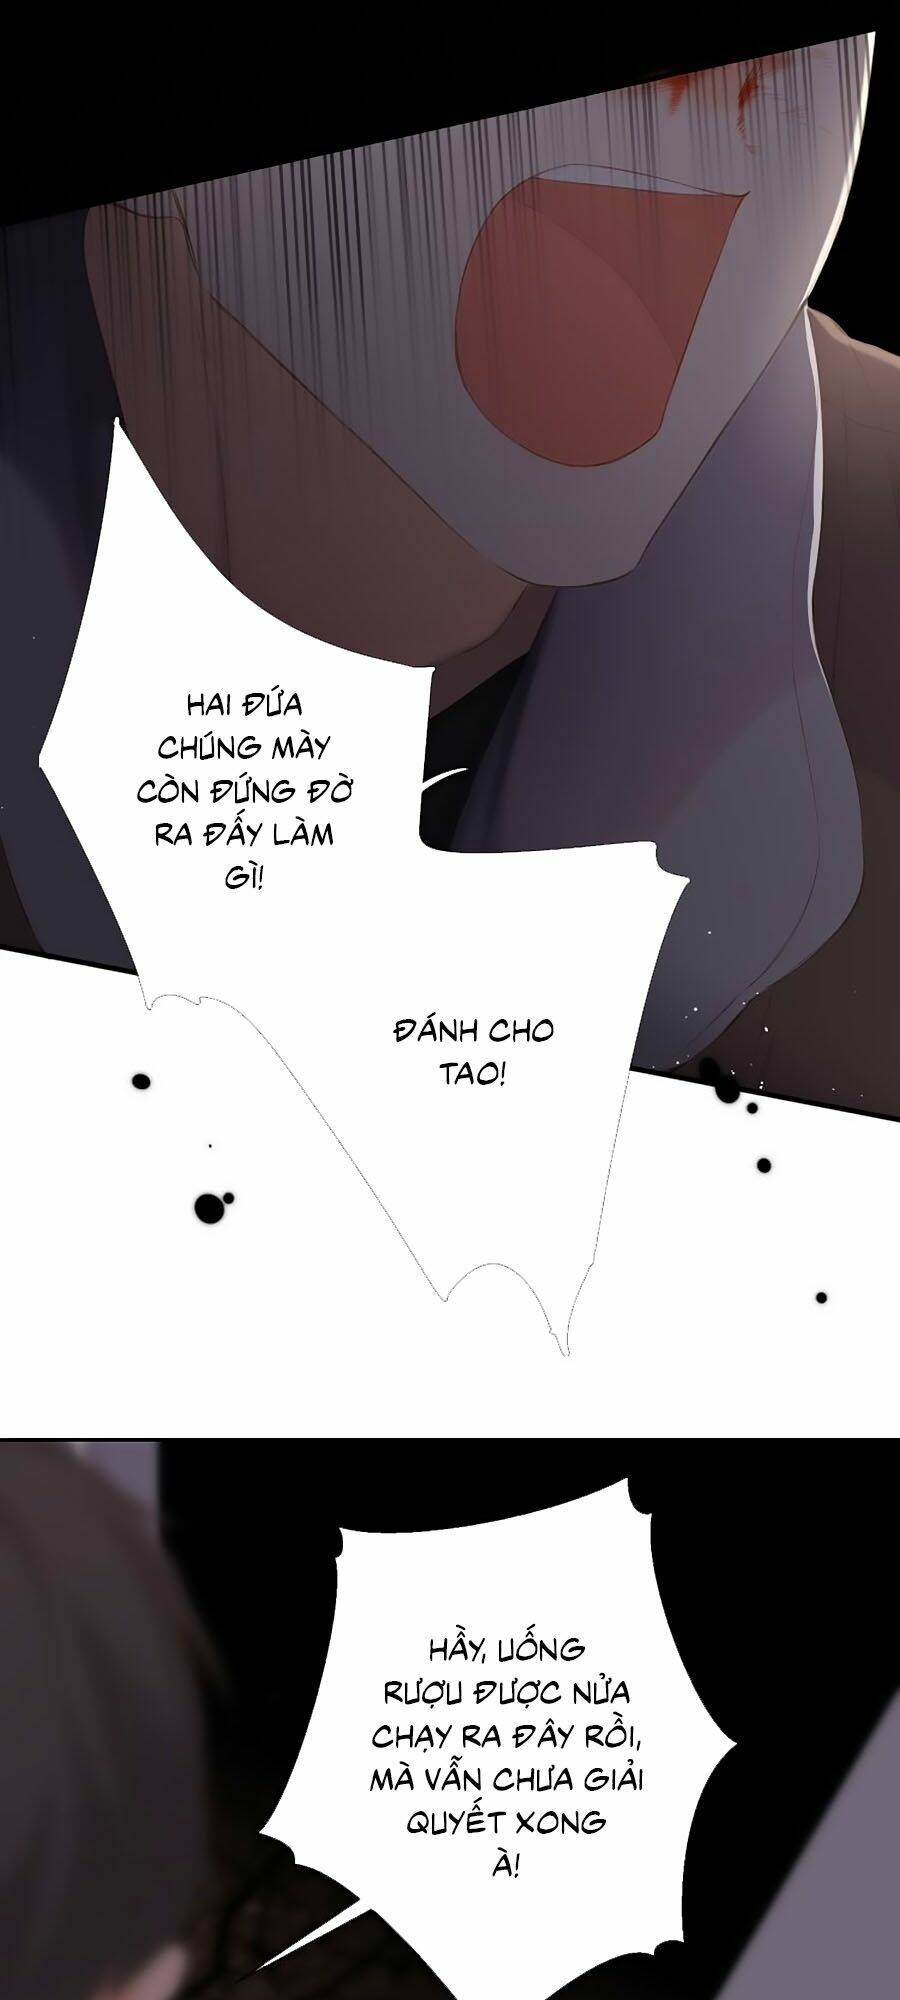 HAI ĐỨA
CHÚNG MÀY
CÒN ĐỨNG ĐỜ
RA ĐẤY LÀM
GÌ!
ĐÁNH CHO
TAO!
HẦY, UỐNG
RƯỢU ĐƯỢC NỬA
CHẠY RA ĐÂY RỒI,
MÀ VẪN CHƯA GIẢI
QUYẾT XONG
À!